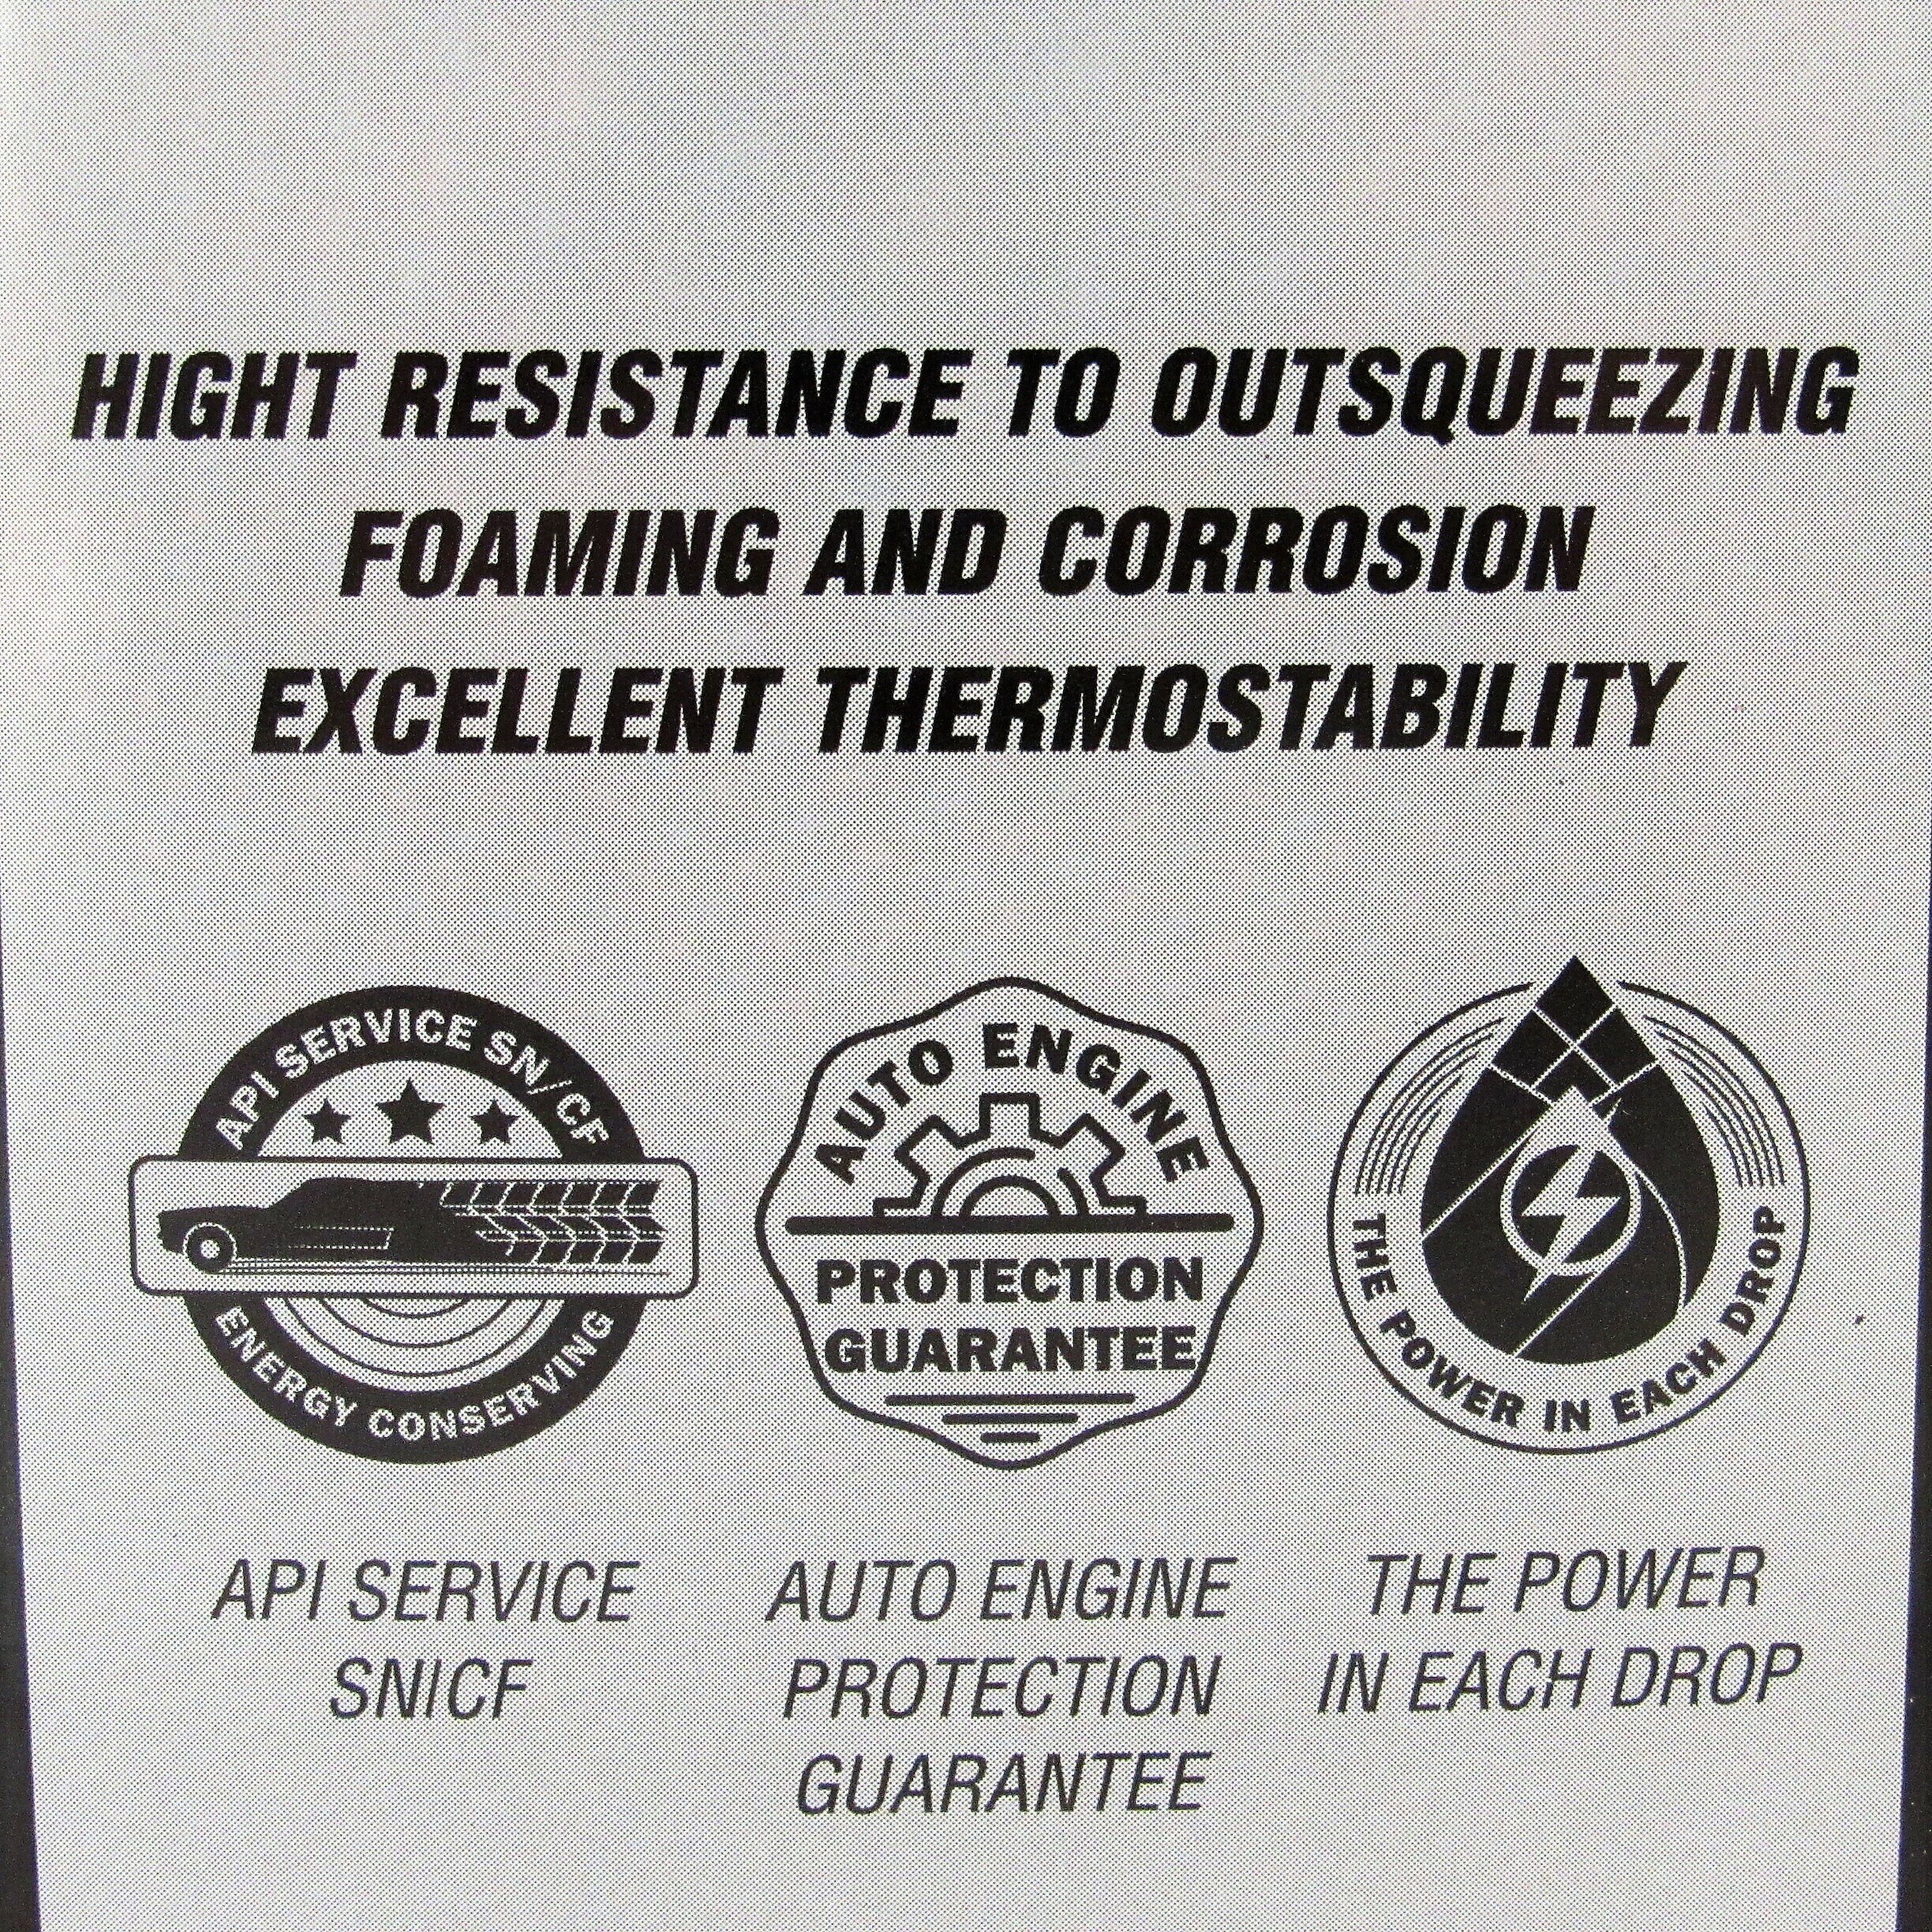 HIGHT RESISTANCE TO OUTSQUEEZING
FOAMING AND CORROSION
EXCELLENT THERMOSTABILITY
API SERVICE SN/CF
ENERGY CONSERVING
AUTO ENGINE
PROTECTION
GUARANTEE
THE POWER IN EACH DROP
API SERVICE
SNICF
AUTO ENGINE
PROTECTION
GUARANTEE
THE POWER
IN EACH DROP